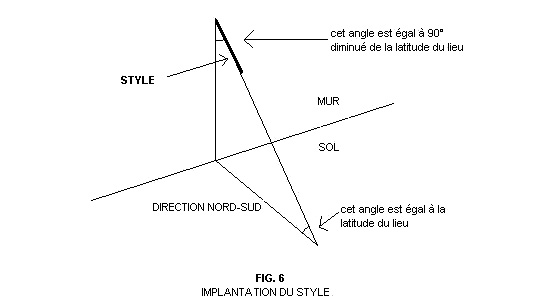 cet angle est égal à 90°
diminué de la latitude du lieu
STYLE
MUR
SOL
DIRECTION NORD-SUD
cet angle est égal à la
latitude du lieu
FIG. 6
IMPLANTATION DU STYLE